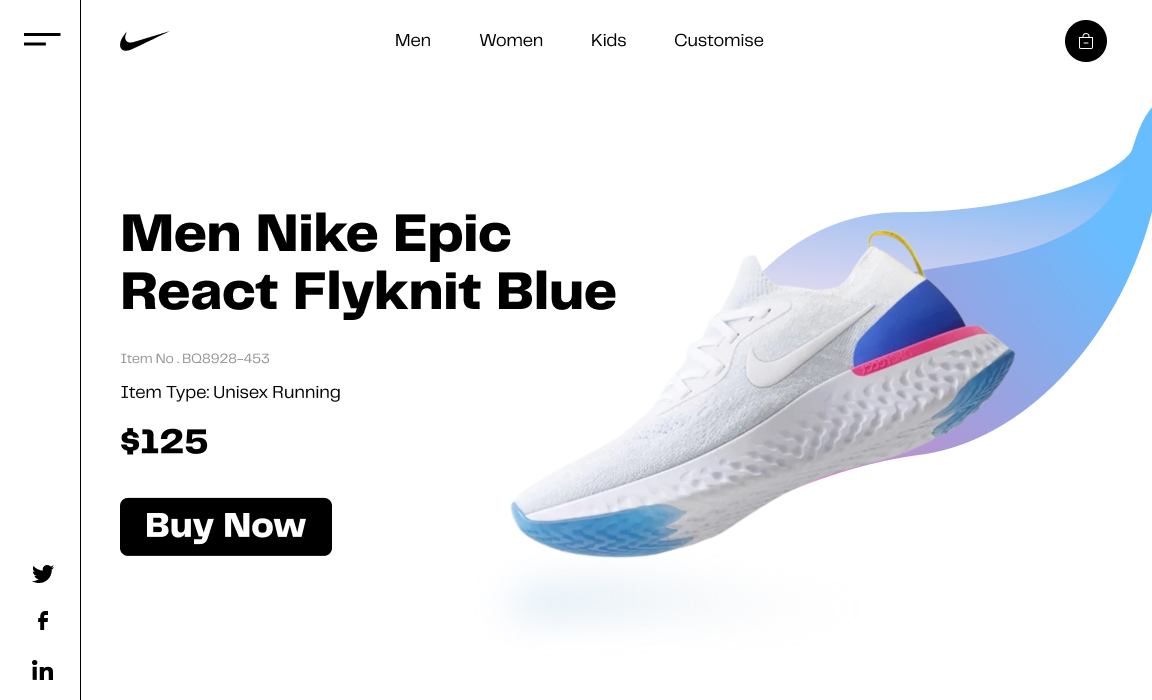 Men Women Kids Customise
Men Nike Epic
React Flyknit Blue
Item No . BQ8928-453
Item Type: Unisex Running
$125
Buy Now